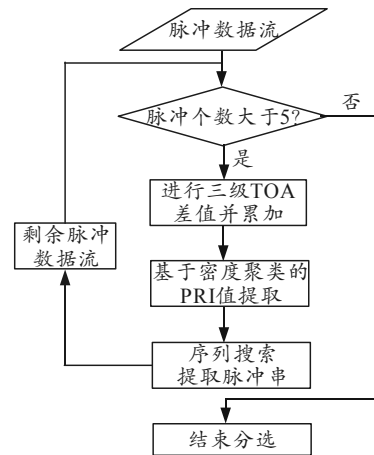 脉冲数据流
脉冲个数大于5?
否
是
进行三级TOA
差值并累加
剩余脉冲
数据流
基于密度聚类的
PRI值提取
序列搜索
提取脉冲串
结束分选